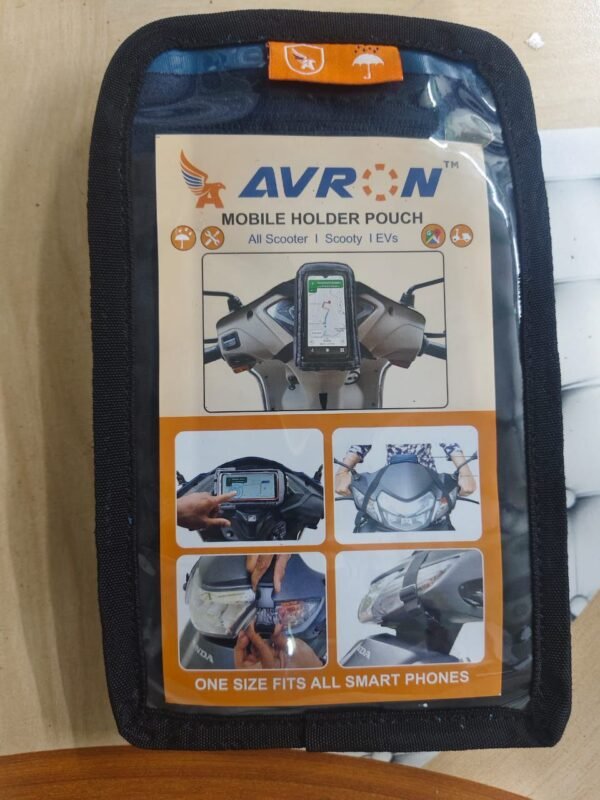 AVRON™
MOBILE HOLDER POUCH
All Scooter I Scooty I EVs
ONE SIZE FITS ALL SMART PHONES